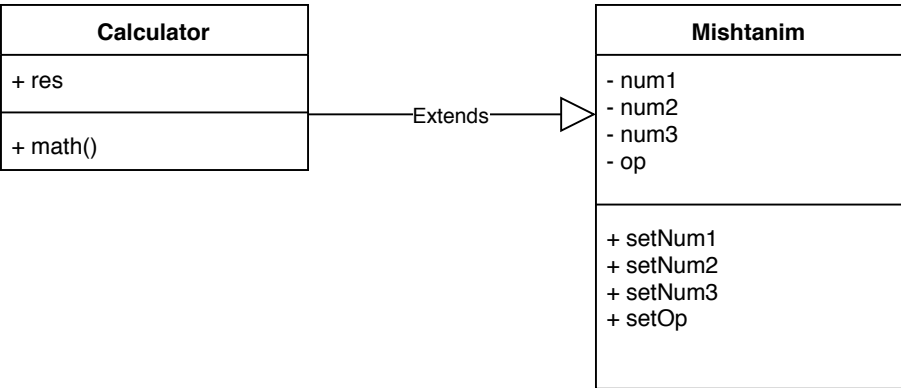 Calculator
+ res
+ math()
Extends
Mishtanim
- num1
- num2
- num3
- op
+ setNum1
+ setNum2
+ setNum3
+ setOp